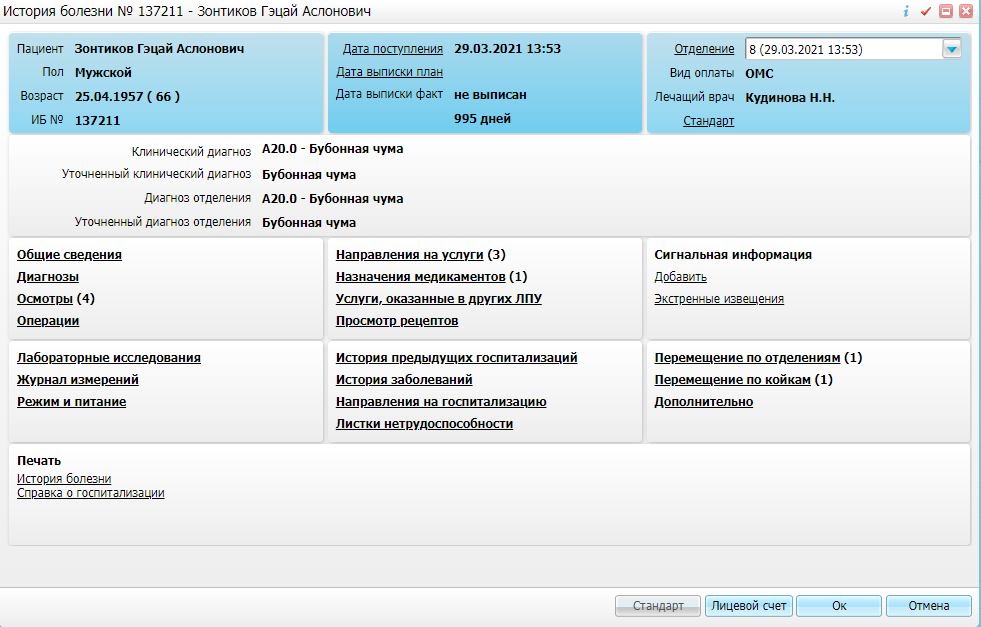 История болезни № 137211 - Зонтиков Гэцай Аслонович
Пациент Зонтиков Гэцай Аслонович
Пол Мужской
Возраст 25.04.1957 ( 66 )
ИБ № 137211
Дата поступления 29.03.2021 13:53
Дата выписки план
Дата выписки факт не выписан
995 дней
Отделение 8 (29.03.2021 13:53)
Вид оплаты ОМС
Лечащий врач Кудинова Н.Н.
Стандарт
Клинический диагноз A20.0 - Бубонная чума
Уточненный клинический диагноз Бубонная чума
Диагноз отделения A20.0 - Бубонная чума
Уточненный диагноз отделения Бубонная чума
Общие сведения
Диагнозы
Осмотры (4)
Операции
Направления на услуги (3)
Назначения медикаментов (1)
Услуги, оказанные в других ЛПУ
Просмотр рецептов
Сигнальная информация
Добавить
Экстренные извещения
Лабораторные исследования
Журнал измерений
Режим и питание
История предыдущих госпитализаций
История заболеваний
Направления на госпитализацию
Листки нетрудоспособности
Перемещение по отделениям (1)
Перемещение по койкам (1)
Дополнительно
Печать
История болезни
Справка о госпитализации
Стандарт Лицевой счет Ок Отмена